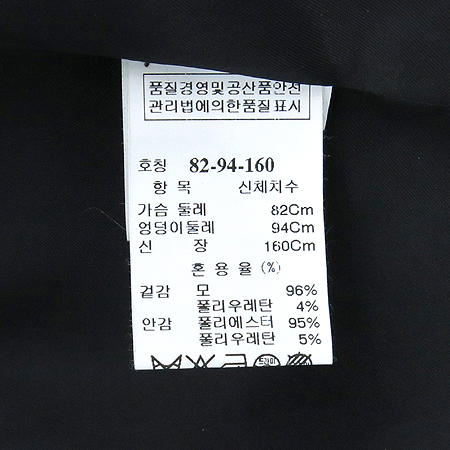 품질경영및공산품안전
관리법에의한품질표시
호칭 82-94-160
항 목 신체치수
가슴 둘레 82Cm
엉덩이둘레 94Cm
신 장 160Cm
혼 용 율 (%)
겉감 모 96%
폴리우레탄 4%
안감 폴리에스터 95%
폴리우레탄 5%
드라이